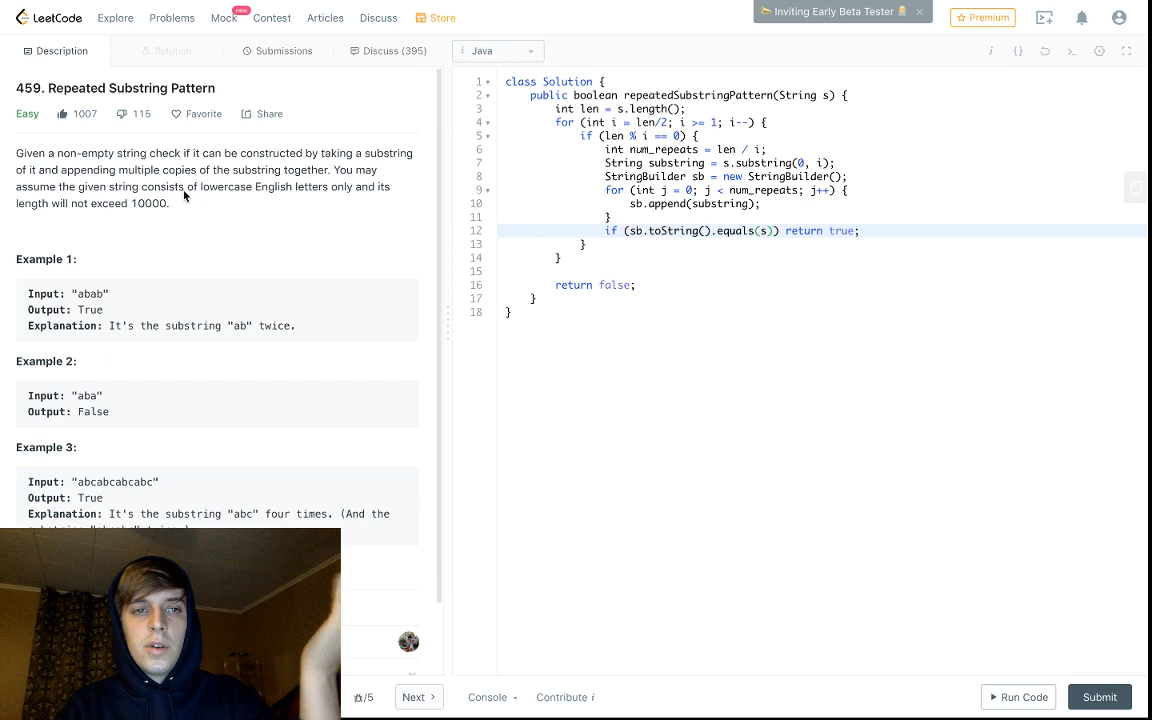 LeetCode Explore Problems Mock new Contest Articles Discuss Store
Inviting Early Beta Tester ×
Premium
Description Solution Submissions Discuss (395)
i Java
i {}
459. Repeated Substring Pattern
Easy 1007 115 Favorite Share
Given a non-empty string check if it can be constructed by taking a substring
of it and appending multiple copies of the substring together. You may
assume the given string consists of lowercase English letters only and its
length will not exceed 10000.
Example 1:
Input: "abab"
Output: True
Explanation: It's the substring "ab" twice.
Example 2:
Input: "aba"
Output: False
Example 3:
Input: "abcabcabcabc"
Output: True
Explanation: It's the substring "abc" four times. (And the
1 class Solution {
2 public boolean repeatedSubstringPattern(String s) {
3 int len = s.length();
4 for (int i = len/2; i >= 1; i--) {
5 if (len % i == 0) {
6 int num_repeats = len / i;
7 String substring = s.substring(0, i);
8 StringBuilder sb = new StringBuilder();
9 for (int j = 0; j < num_repeats; j++) {
10 sb.append(substring);
11 }
12 if (sb.toString().equals(s)) return true;
13 }
14 }
15
16 return false;
17 }
18 }
/5 Next >
Console Contribute i
Run Code Submit